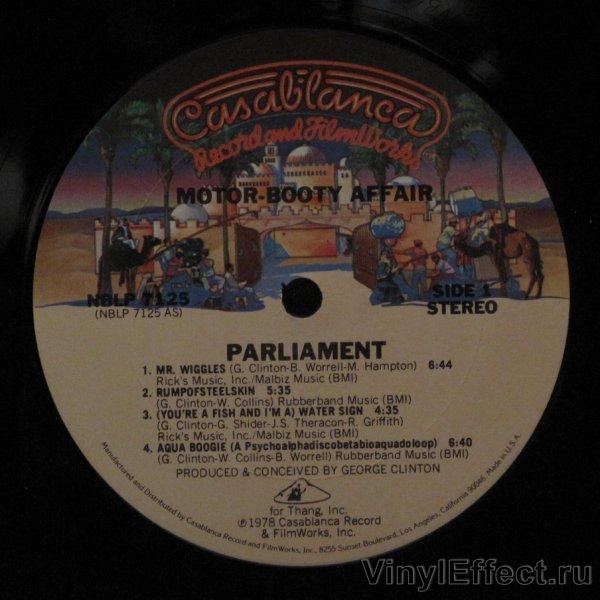 Casablanca
Record and FilmWorks
MOTOR-BOOTY AFFAIR
NBLP 7125
(NBLP 7125 AS)
SIDE 1
STEREO
PARLIAMENT
1. MR. WIGGLES (G. Clinton-B. Worrell-M. Hampton) 6:44
Rick's Music, Inc./Malbiz Music (BMI)
2. RUMPOFSTEELSKIN 5:35
(G. Clinton-W. Collins) Rubberband Music (BMI)
3. (YOU'RE A FISH AND I'M A) WATER SIGN 4:35
(G. Clinton-G. Shider-J.S. Theracon-R. Griffith)
Rick's Music, Inc./Malbiz Music (BMI)
4. AQUA BOOGIE (A Psychoalphadiscobetabioaquadoloop) 6:40
(G. Clinton-W. Collins-B. Worrell) Rubberband Music (BMI)
PRODUCED & CONCEIVED BY GEORGE CLINTON
for Thang, Inc.
℗1978 Casablanca Record
& FilmWorks, Inc.
Manufactured and Distributed by Casablanca Record and FilmWorks, Inc., 8255 Sunset Boulevard, Los Angeles, California 90046 Made in U.S.A.
VinylEffect.ru